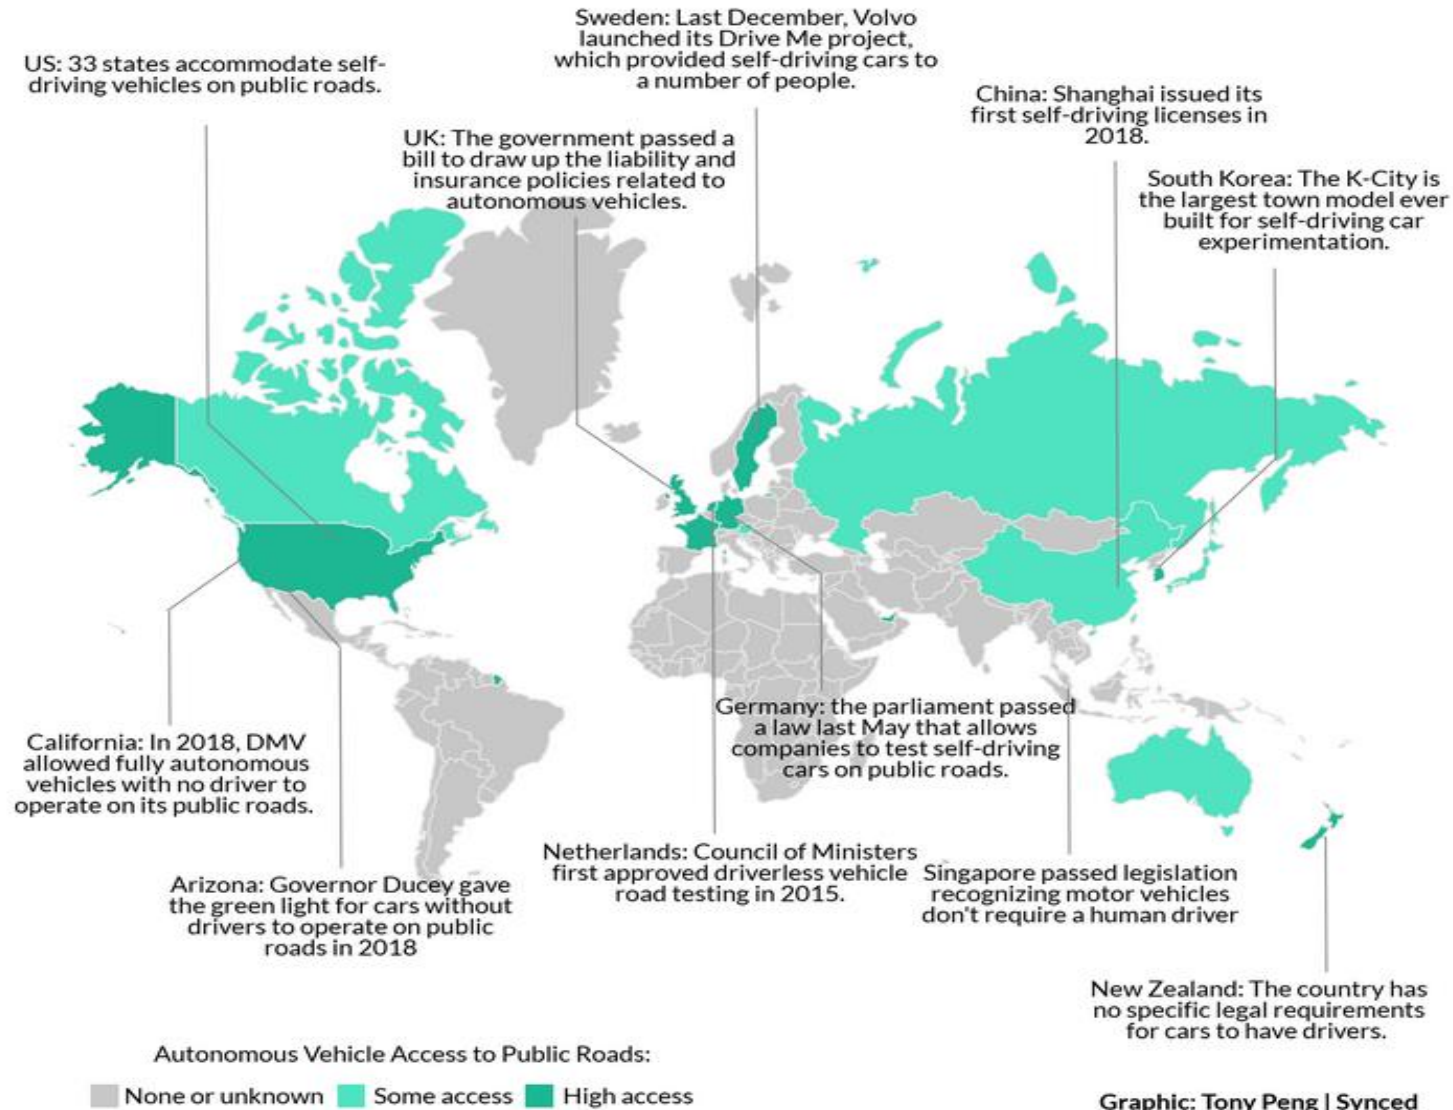 Sweden: Last December, Volvo
launched its Drive Me project,
which provided self-driving cars to
a number of people.
US: 33 states accommodate self-
driving vehicles on public roads.
China: Shanghai issued its
first self-driving licenses in
2018.
UK: The government passed a
bill to draw up the liability and
insurance policies related to
autonomous vehicles.
South Korea: The K-City is
the largest town model ever
built for self-driving car
experimentation.
Germany: the parliament passed
a law last May that allows
companies to test self-driving
cars on public roads.
California: In 2018, DMV
allowed fully autonomous
vehicles with no driver to
operate on its public roads.
Netherlands: Council of Ministers
first approved driverless vehicle
road testing in 2015.
Singapore passed legislation
recognizing motor vehicles
don't require a human driver
Arizona: Governor Ducey gave
the green light for cars without
drivers to operate on public
roads in 2018
New Zealand: The country has
no specific legal requirements
for cars to have drivers.
Autonomous Vehicle Access to Public Roads:
None or unknown Some access High access
Graphic: Tony Peng | Synced